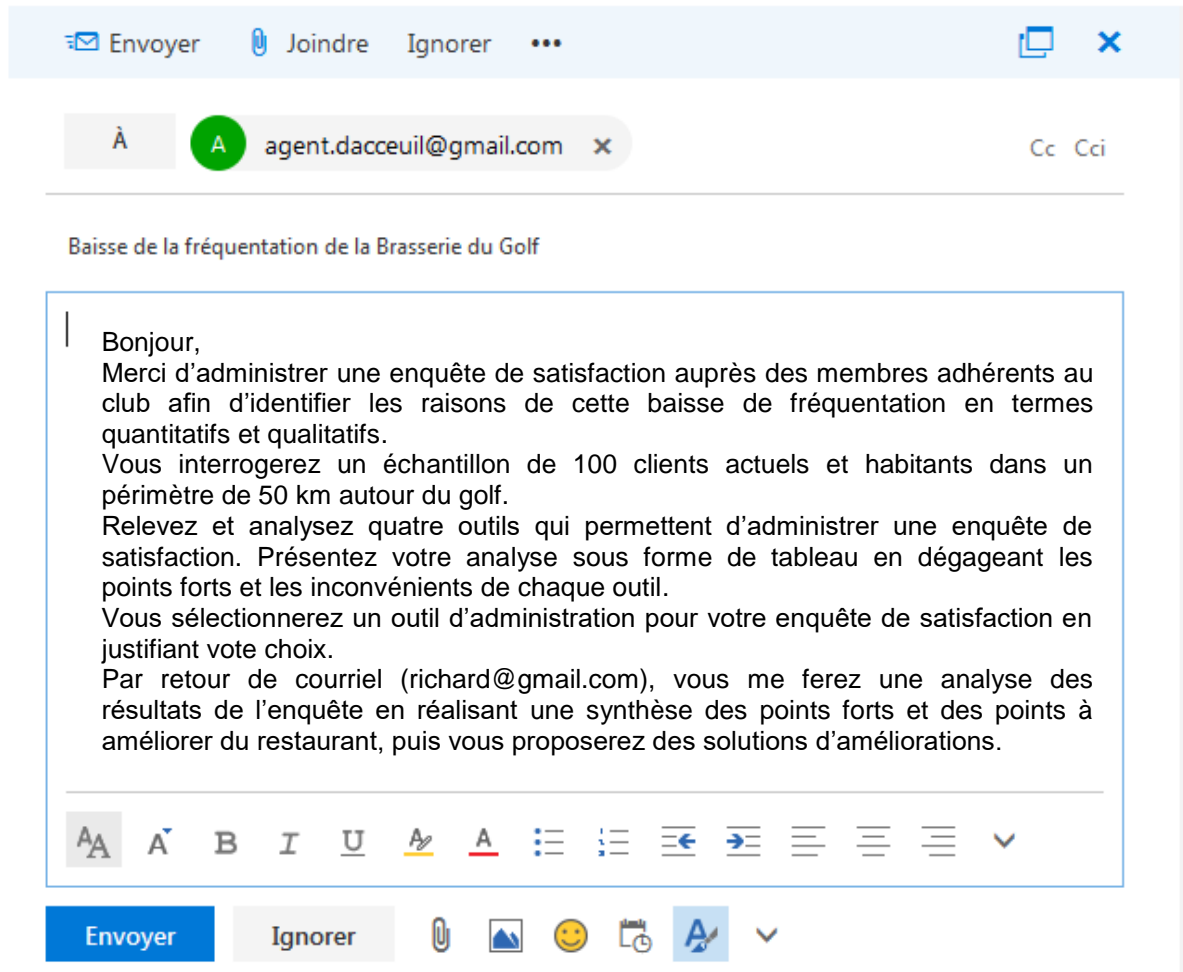 Envoyer Joindre Ignorer •••
À A agent.dacceuil@gmail.com × Cc Cci
Baisse de la fréquentation de la Brasserie du Golf
Bonjour,
Merci d’administrer une enquête de satisfaction auprès des membres adhérents au
club afin d’identifier les raisons de cette baisse de fréquentation en termes
quantitatifs et qualitatifs.
Vous interrogerez un échantillon de 100 clients actuels et habitants dans un
périmètre de 50 km autour du golf.
Relevez et analysez quatre outils qui permettent d’administrer une enquête de
satisfaction. Présentez votre analyse sous forme de tableau en dégageant les
points forts et les inconvénients de chaque outil.
Vous sélectionnerez un outil d’administration pour votre enquête de satisfaction en
justifiant vote choix.
Par retour de courriel (richard@gmail.com), vous me ferez une analyse des
résultats de l’enquête en réalisant une synthèse des points forts et des points à
améliorer du restaurant, puis vous proposerez des solutions d’améliorations.
AA A B I U A A
Envoyer Ignorer A